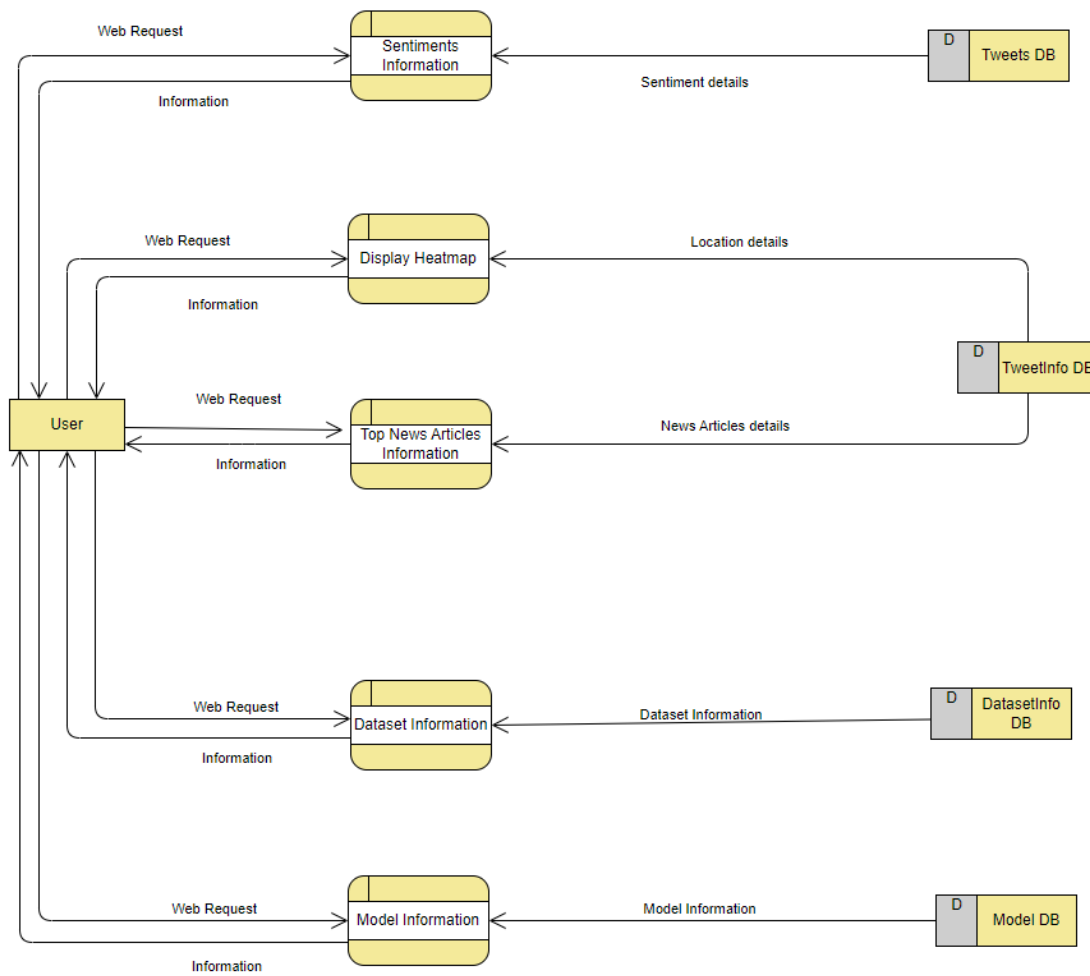 Web Request
Sentiments
Information
D
Tweets DB
Sentiment details
Information
Web Request
Display Heatmap
Location details
Information
D
TweetInfo DB
User
Web Request
Top News Articles
Information
News Articles details
Information
Web Request
Dataset Information
Dataset Information
D
DatasetInfo
DB
Information
Web Request
Model Information
Model Information
D
Model DB
Information